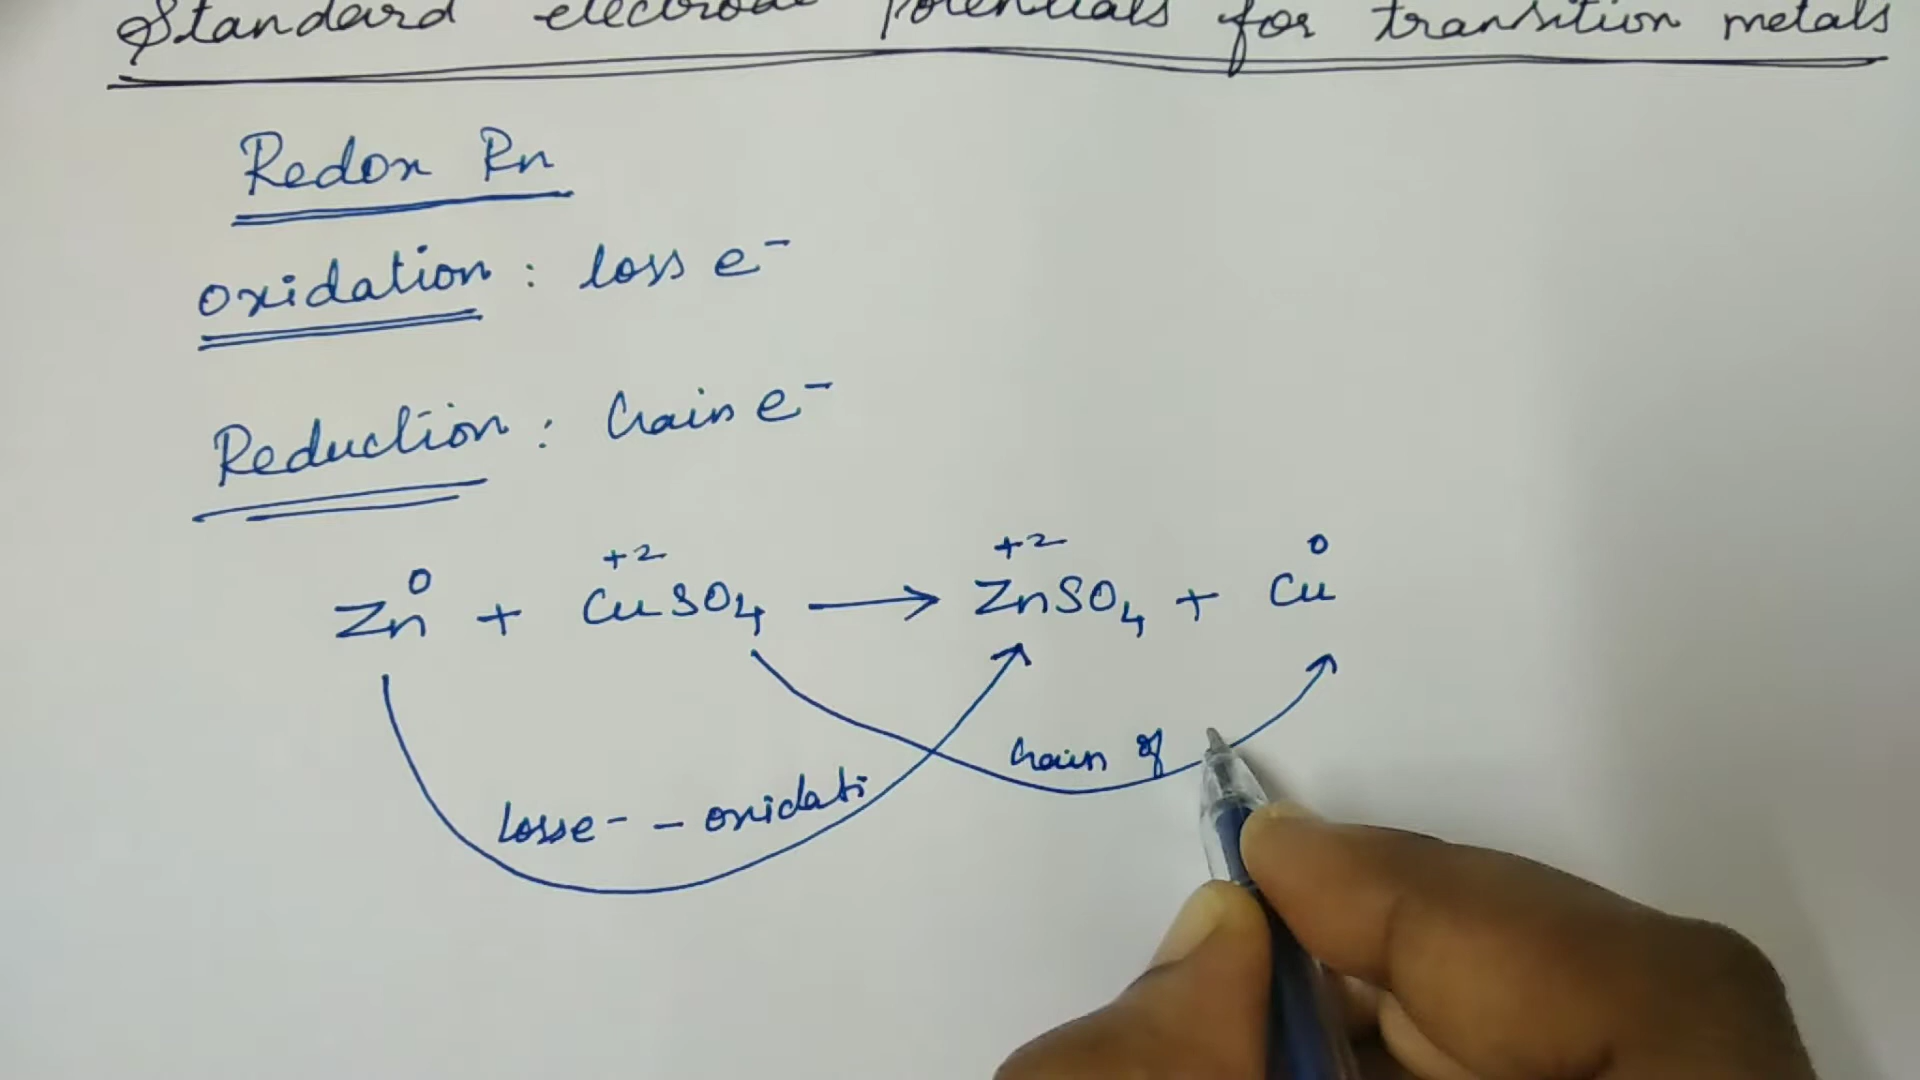 Standard electrode potentials for transition metals
Redox Rn
oxidation : loss e⁻
Reduction : Gain e⁻
Zn⁰ + Cu⁺²SO₄ ⟶ Zn⁺²SO₄ + Cu⁰
Gain of
Loss e⁻ - oxidati